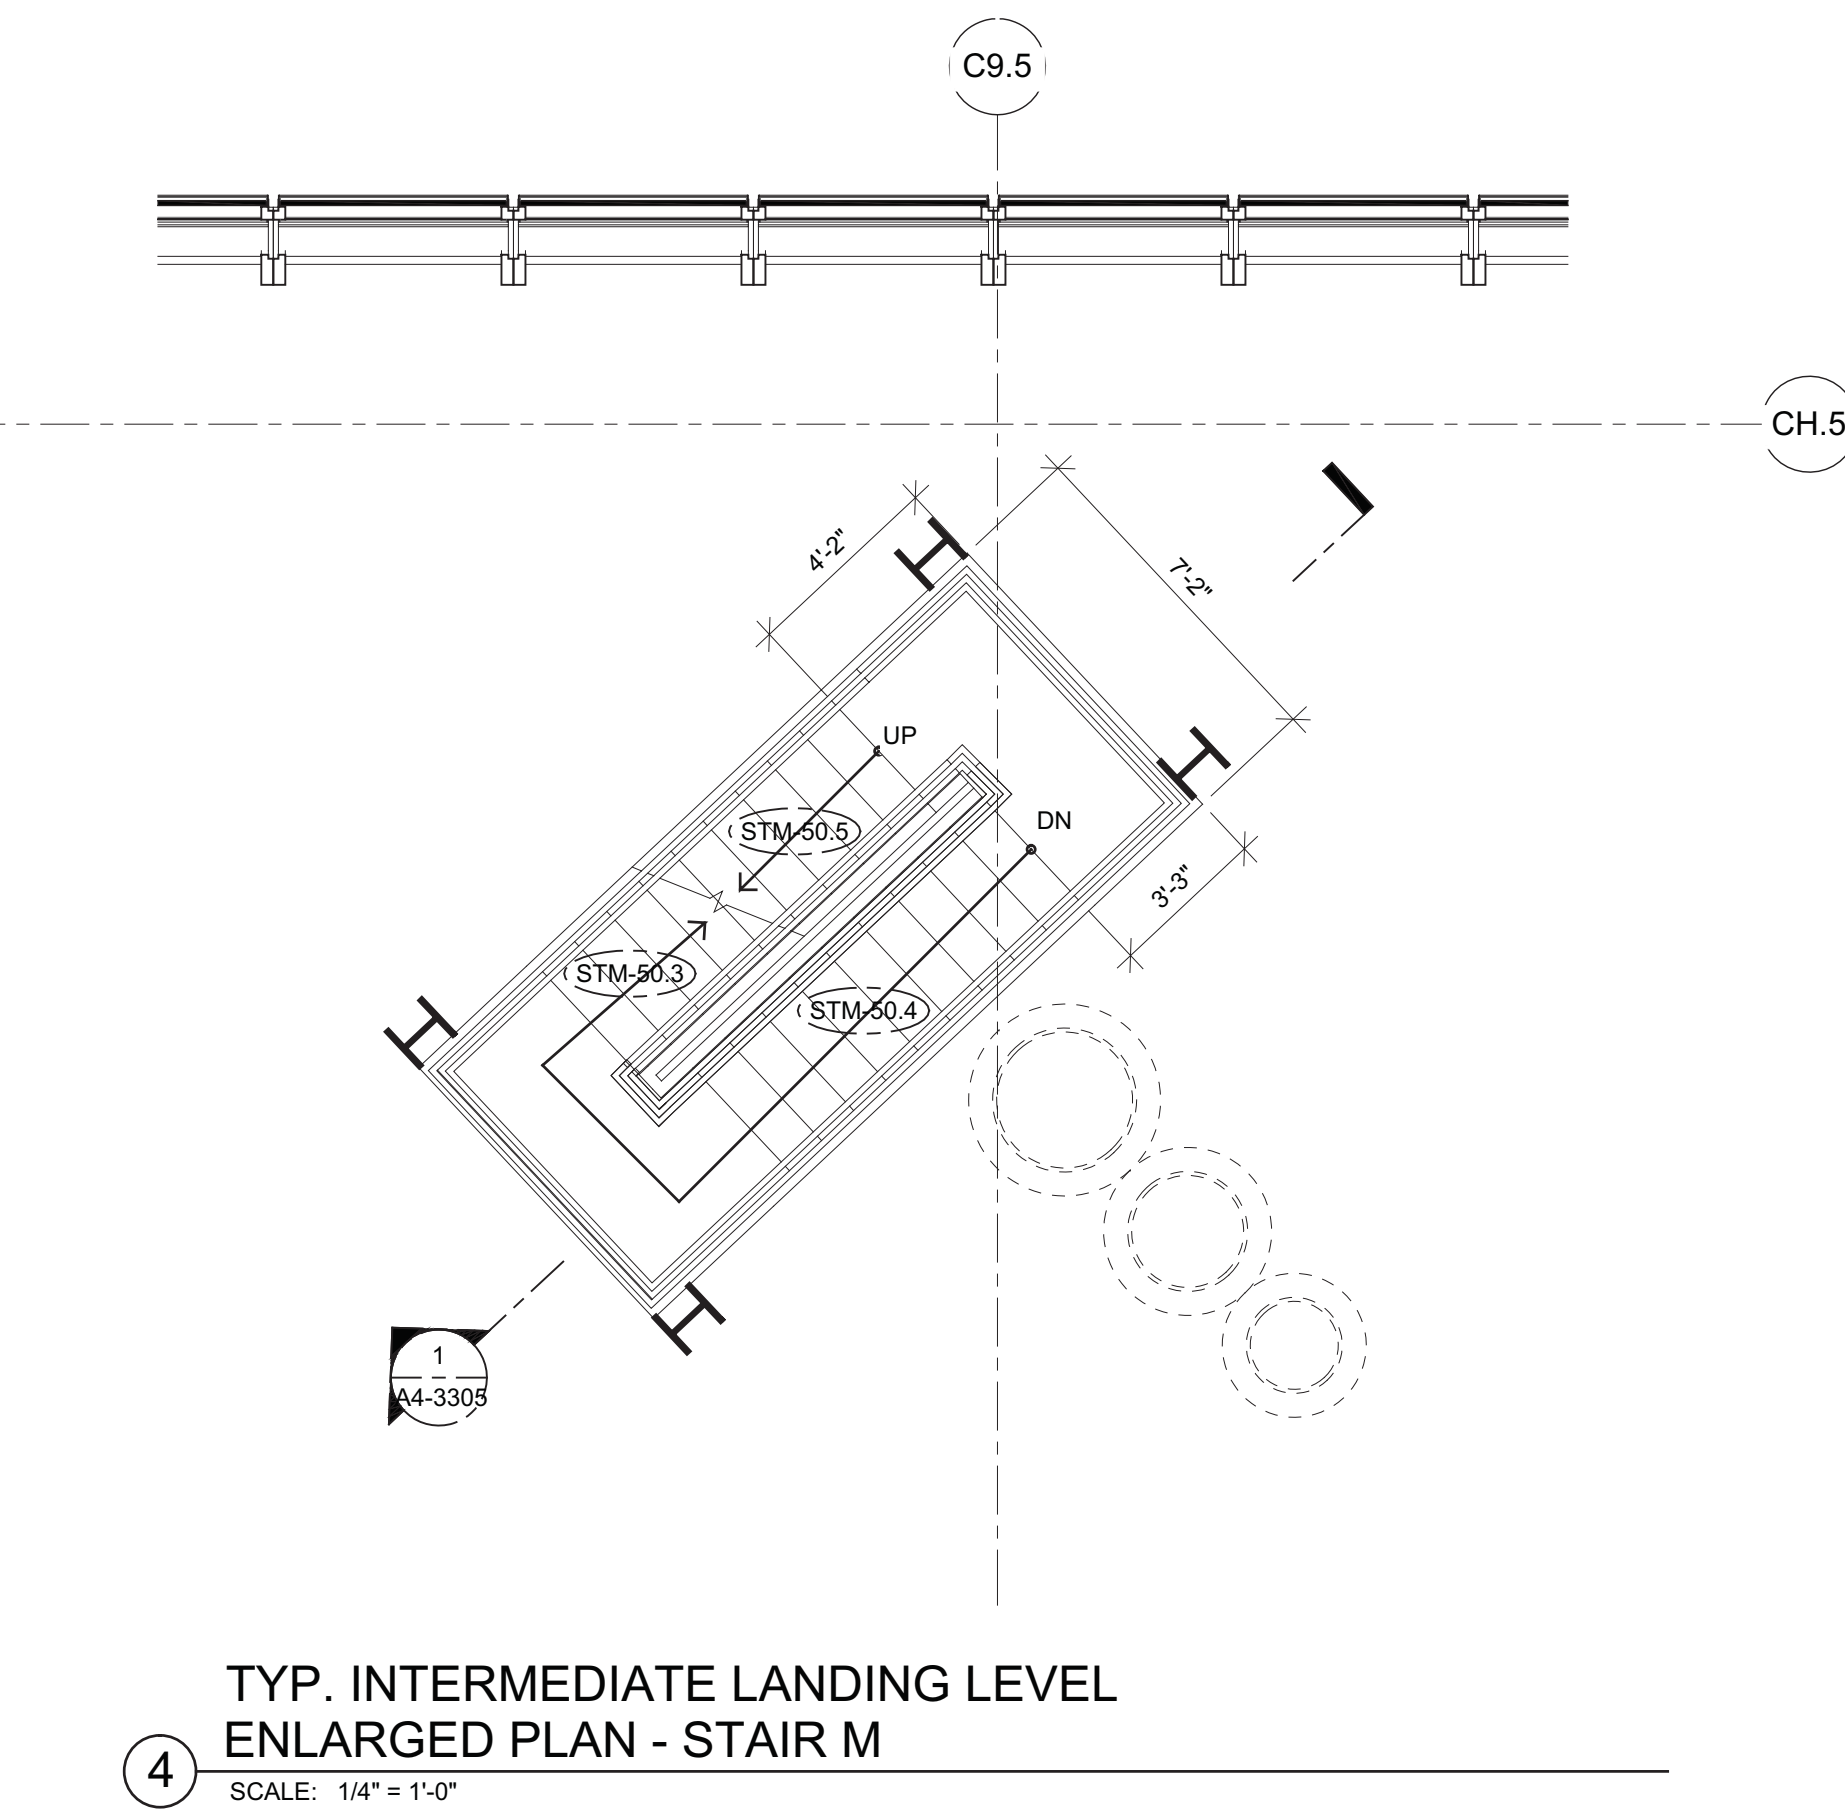 C9.5
CH.5
4'-2"
7'-2"
UP
STM-50.5
DN
3'-3"
STM-50.3
STM-50.4
1
A4-3305
TYP. INTERMEDIATE LANDING LEVEL
ENLARGED PLAN - STAIR M
4
SCALE: 1/4" = 1'-0"